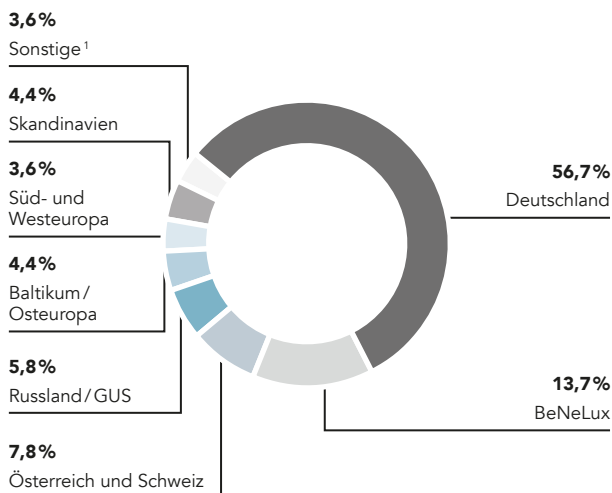 3,6%
Sonstige¹
4,4%
Skandinavien
3,6%
Süd- und
Westeuropa
4,4%
Baltikum/
Osteuropa
5,8%
Russland/GUS
7,8%
Österreich und Schweiz
56,7%
Deutschland
13,7%
BeNeLux